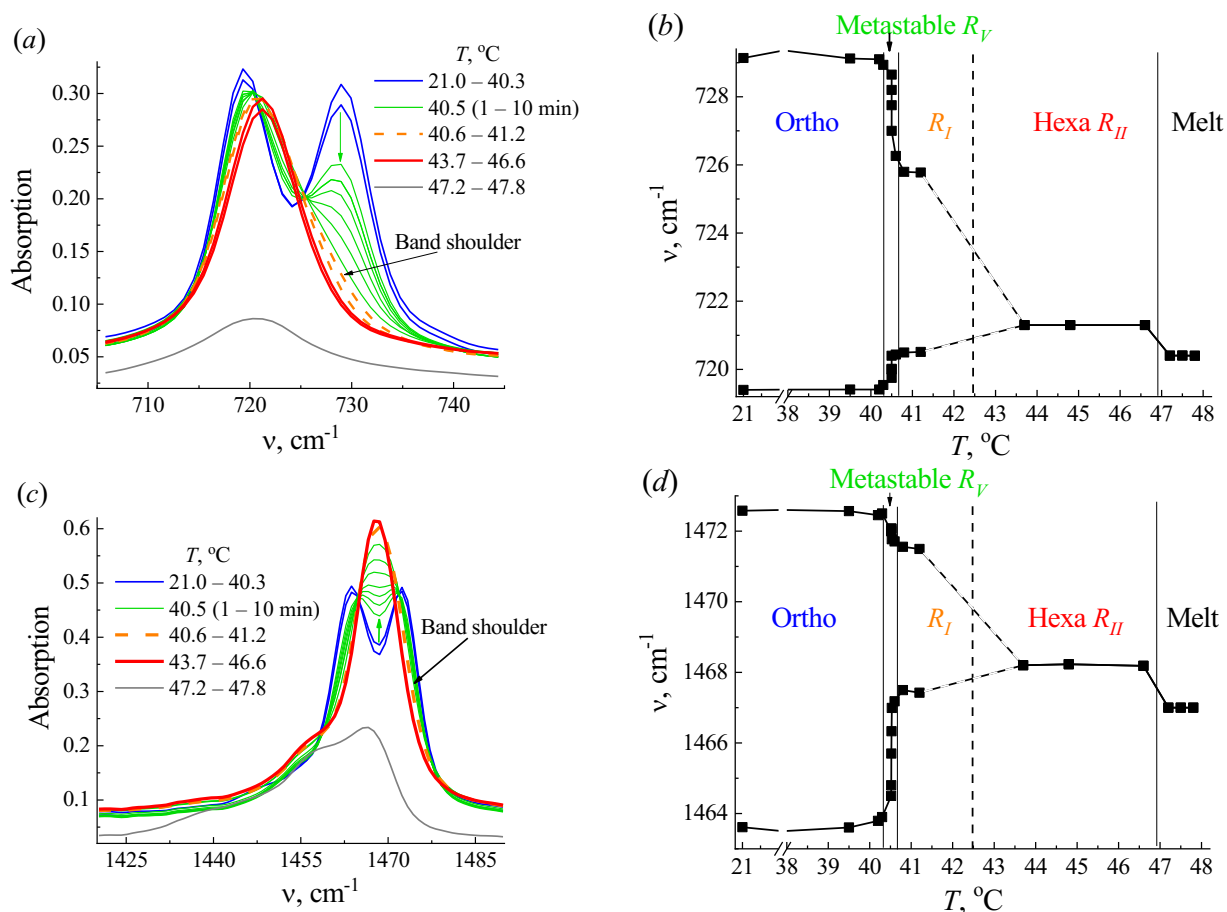 (a)
T, °C
21.0 – 40.3
40.5 (1 – 10 min)
40.6 – 41.2
43.7 – 46.6
47.2 – 47.8
Band shoulder
Absorption
0.30
0.25
0.20
0.15
0.10
0.05
710 720 730 740
ν, cm-1
(b)
Metastable RV
Ortho
RI
Hexa RII
Melt
ν, cm-1
728
726
724
722
720
21 38 40 41 42 43 44 45 46 47 48
T, °C
(c)
T, °C
21.0 – 40.3
40.5 (1 – 10 min)
40.6 – 41.2
43.7 – 46.6
47.2 – 47.8
Band shoulder
Absorption
0.6
0.5
0.4
0.3
0.2
0.1
1425 1440 1455 1470 1485
ν, cm-1
(d)
Metastable RV
Ortho
RI
Hexa RII
Melt
ν, cm-1
1472
1470
1468
1466
1464
21 38 40 41 42 43 44 45 46 47 48
T, °C